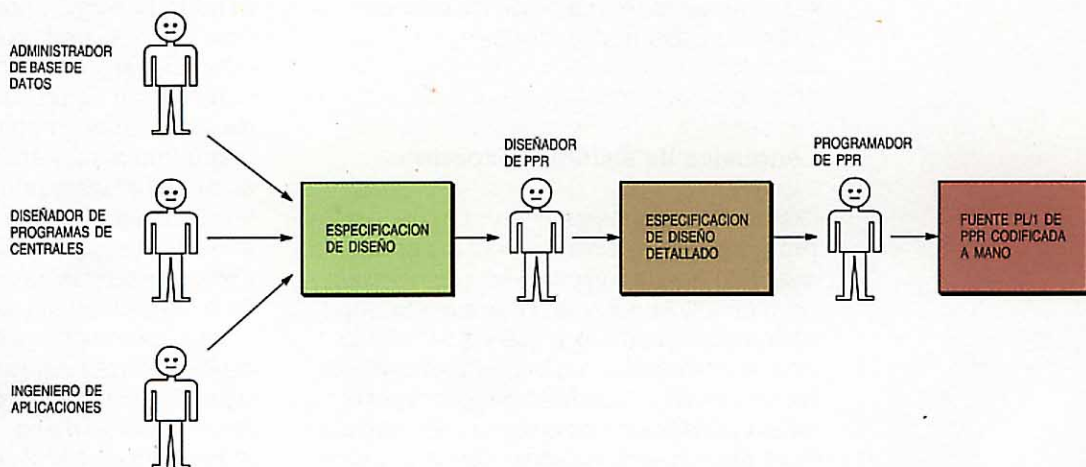 ADMINISTRADOR
DE BASE DE
DATOS
DISEÑADOR DE
PROGRAMAS DE
CENTRALES
INGENIERO DE
APLICACIONES
ESPECIFICACION
DE DISEÑO
DISEÑADOR
DE PPR
ESPECIFICACION
DE DISEÑO
DETALLADO
PROGRAMADOR
DE PPR
FUENTE PL/1 DE
PPR CODIFICADA
A MANO